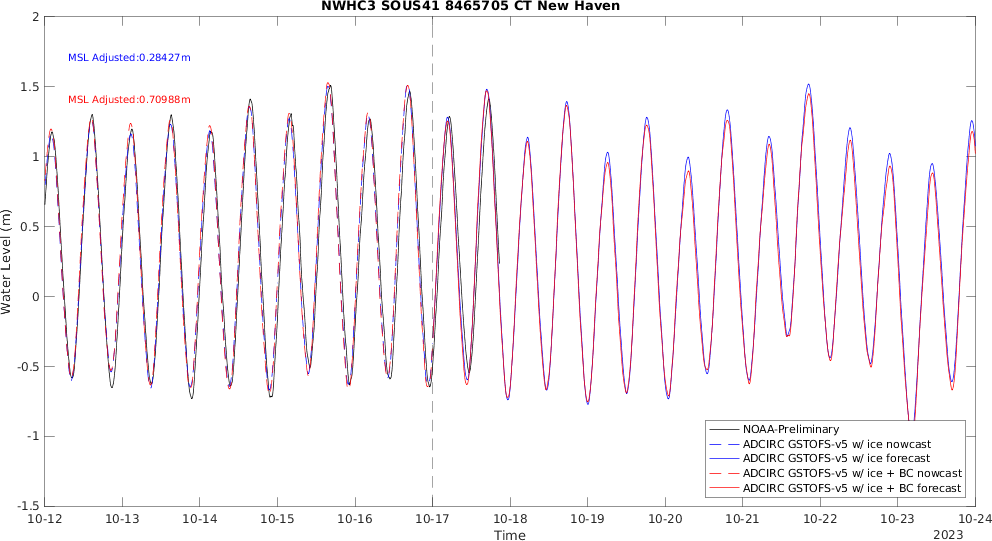 NWHC3 SOUS41 8465705 CT New Haven
2
1.5
1
0.5
0
-0.5
-1
-1.5
Water Level (m)
MSL Adjusted:0.28427m
MSL Adjusted:0.70988m
NOAA-Preliminary
ADCIRC GSTOFS-v5 w/ ice nowcast
ADCIRC GSTOFS-v5 w/ ice forecast
ADCIRC GSTOFS-v5 w/ ice + BC nowcast
ADCIRC GSTOFS-v5 w/ ice + BC forecast
10-12 10-13 10-14 10-15 10-16 10-17 10-18 10-19 10-20 10-21 10-22 10-23 10-24
Time
2023